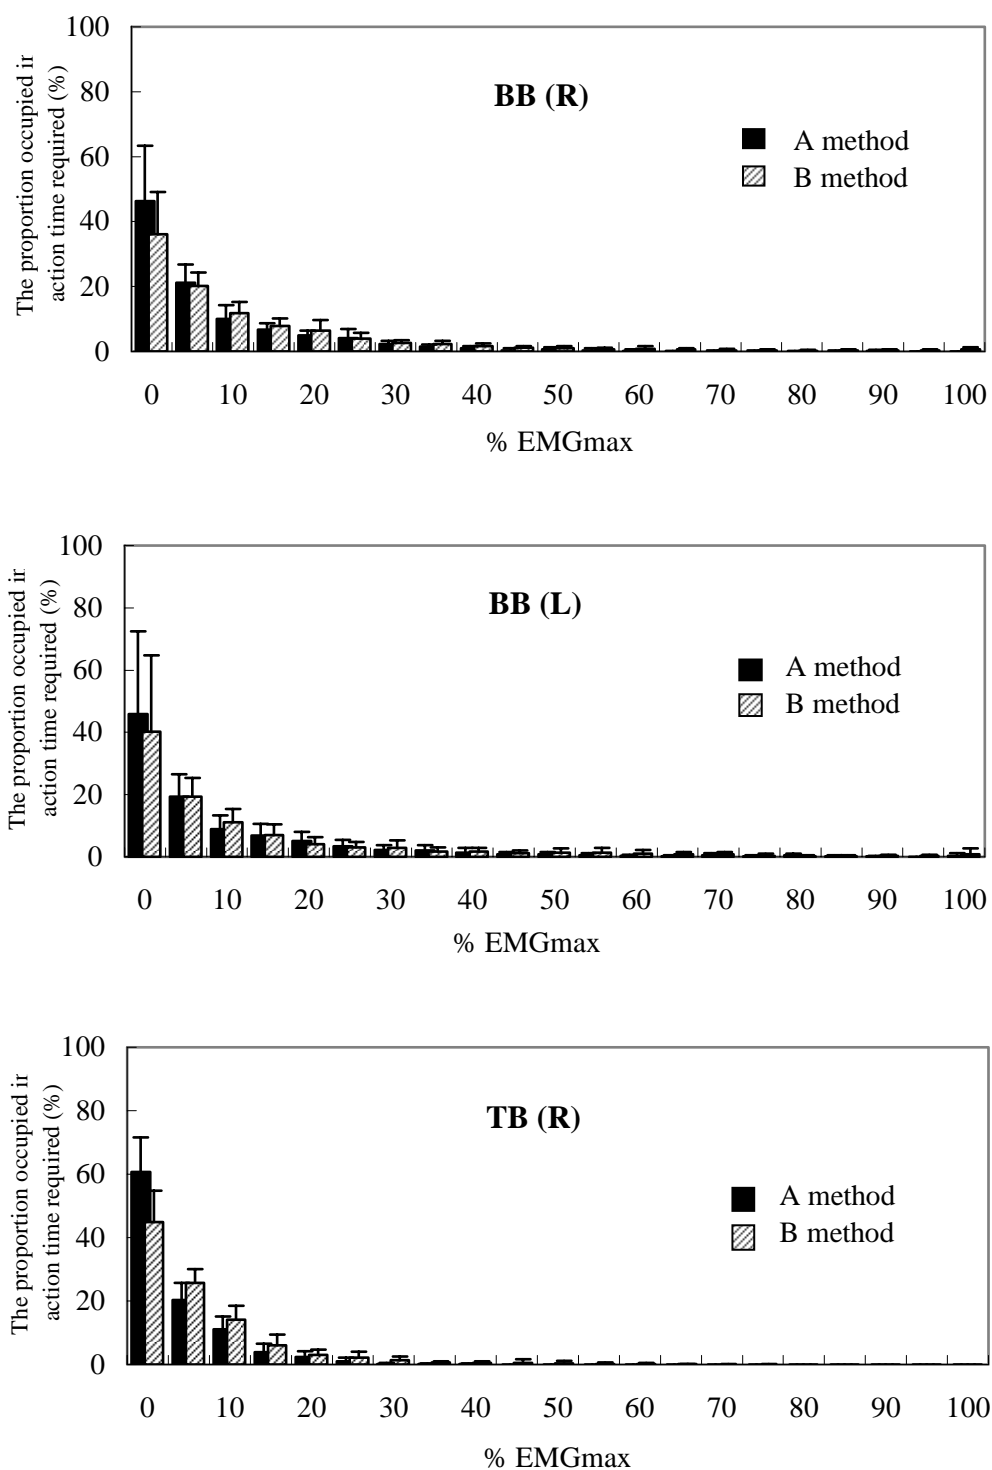 The proportion occupied ir
action time required (%)
100
80
60
40
20
0
BB (R)
A method
B method
0 10 20 30 40 50 60 70 80 90 100
% EMGmax
The proportion occupied ir
action time required (%)
100
80
60
40
20
0
BB (L)
A method
B method
0 10 20 30 40 50 60 70 80 90 100
% EMGmax
The proportion occupied ir
action time required (%)
100
80
60
40
20
0
TB (R)
A method
B method
0 10 20 30 40 50 60 70 80 90 100
% EMGmax